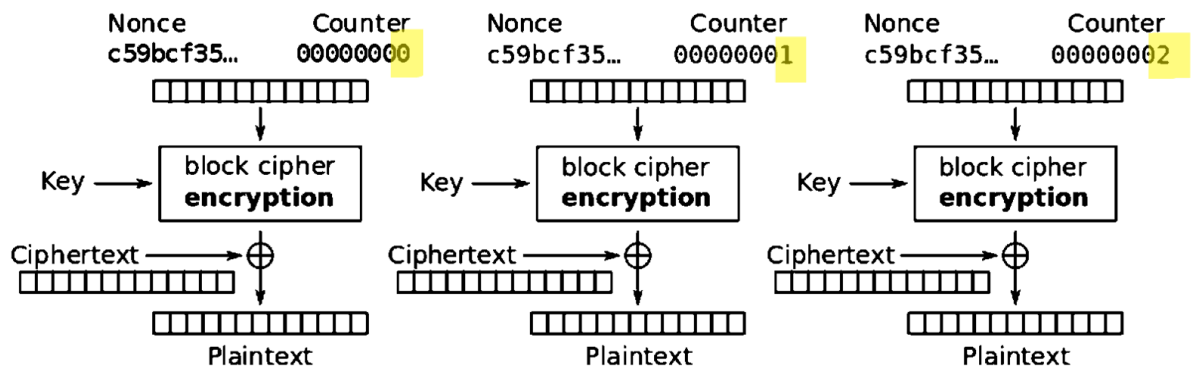 Nonce Counter
c59bcf35… 00000000
block cipher
encryption
Key
Ciphertext
Plaintext
Nonce Counter
c59bcf35… 00000001
block cipher
encryption
Key
Ciphertext
Plaintext
Nonce Counter
c59bcf35… 00000002
block cipher
encryption
Key
Ciphertext
Plaintext